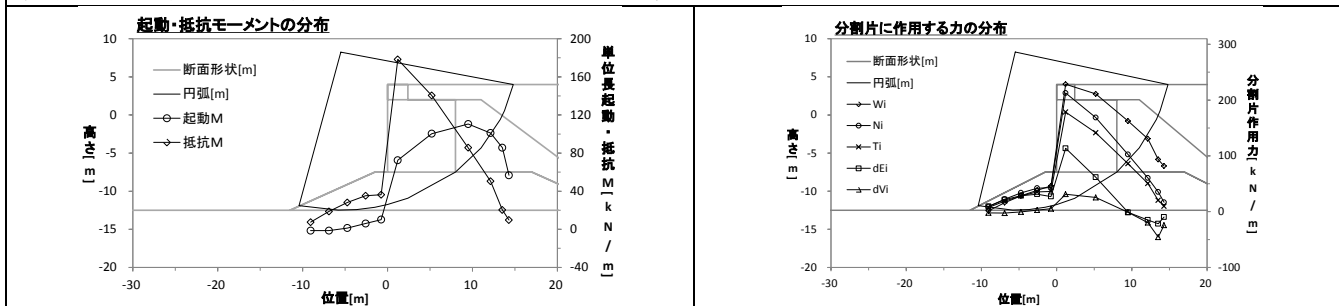 起動・抵抗モーメントの分布
10
5
0
-5
-10
-15
-20
高さ[m]
断面形状[m]
円弧[m]
起動M
抵抗M
200
160
120
80
40
0
-40
単位長起動・抵抗M[kN/m]
-30
-20
-10
0
10
20
位置[m]
分割片に作用する力の分布
10
5
0
-5
-10
-15
-20
高さ[m]
断面形状[m]
円弧[m]
Wi
Ni
Ti
dEi
dVi
300
200
100
0
-100
分割片作用力[kN/m]
-30
-20
-10
0
10
20
位置[m]